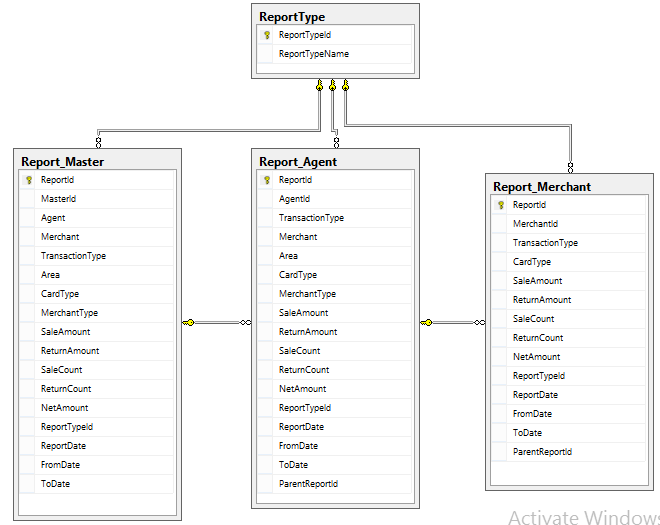 ReportType
ReportTypeId
ReportTypeName
Report_Master
ReportId
MasterId
Agent
Merchant
TransactionType
Area
CardType
MerchantType
SaleAmount
ReturnAmount
SaleCount
ReturnCount
NetAmount
ReportTypeId
ReportDate
FromDate
ToDate
Report_Agent
ReportId
AgentId
TransactionType
Merchant
Area
CardType
MerchantType
SaleAmount
ReturnAmount
SaleCount
ReturnCount
NetAmount
ReportTypeId
ReportDate
FromDate
ToDate
ParentReportId
Report_Merchant
ReportId
MerchantId
TransactionType
CardType
SaleAmount
ReturnAmount
SaleCount
ReturnCount
NetAmount
ReportTypeId
ReportDate
FromDate
ToDate
ParentReportId
Activate Windows